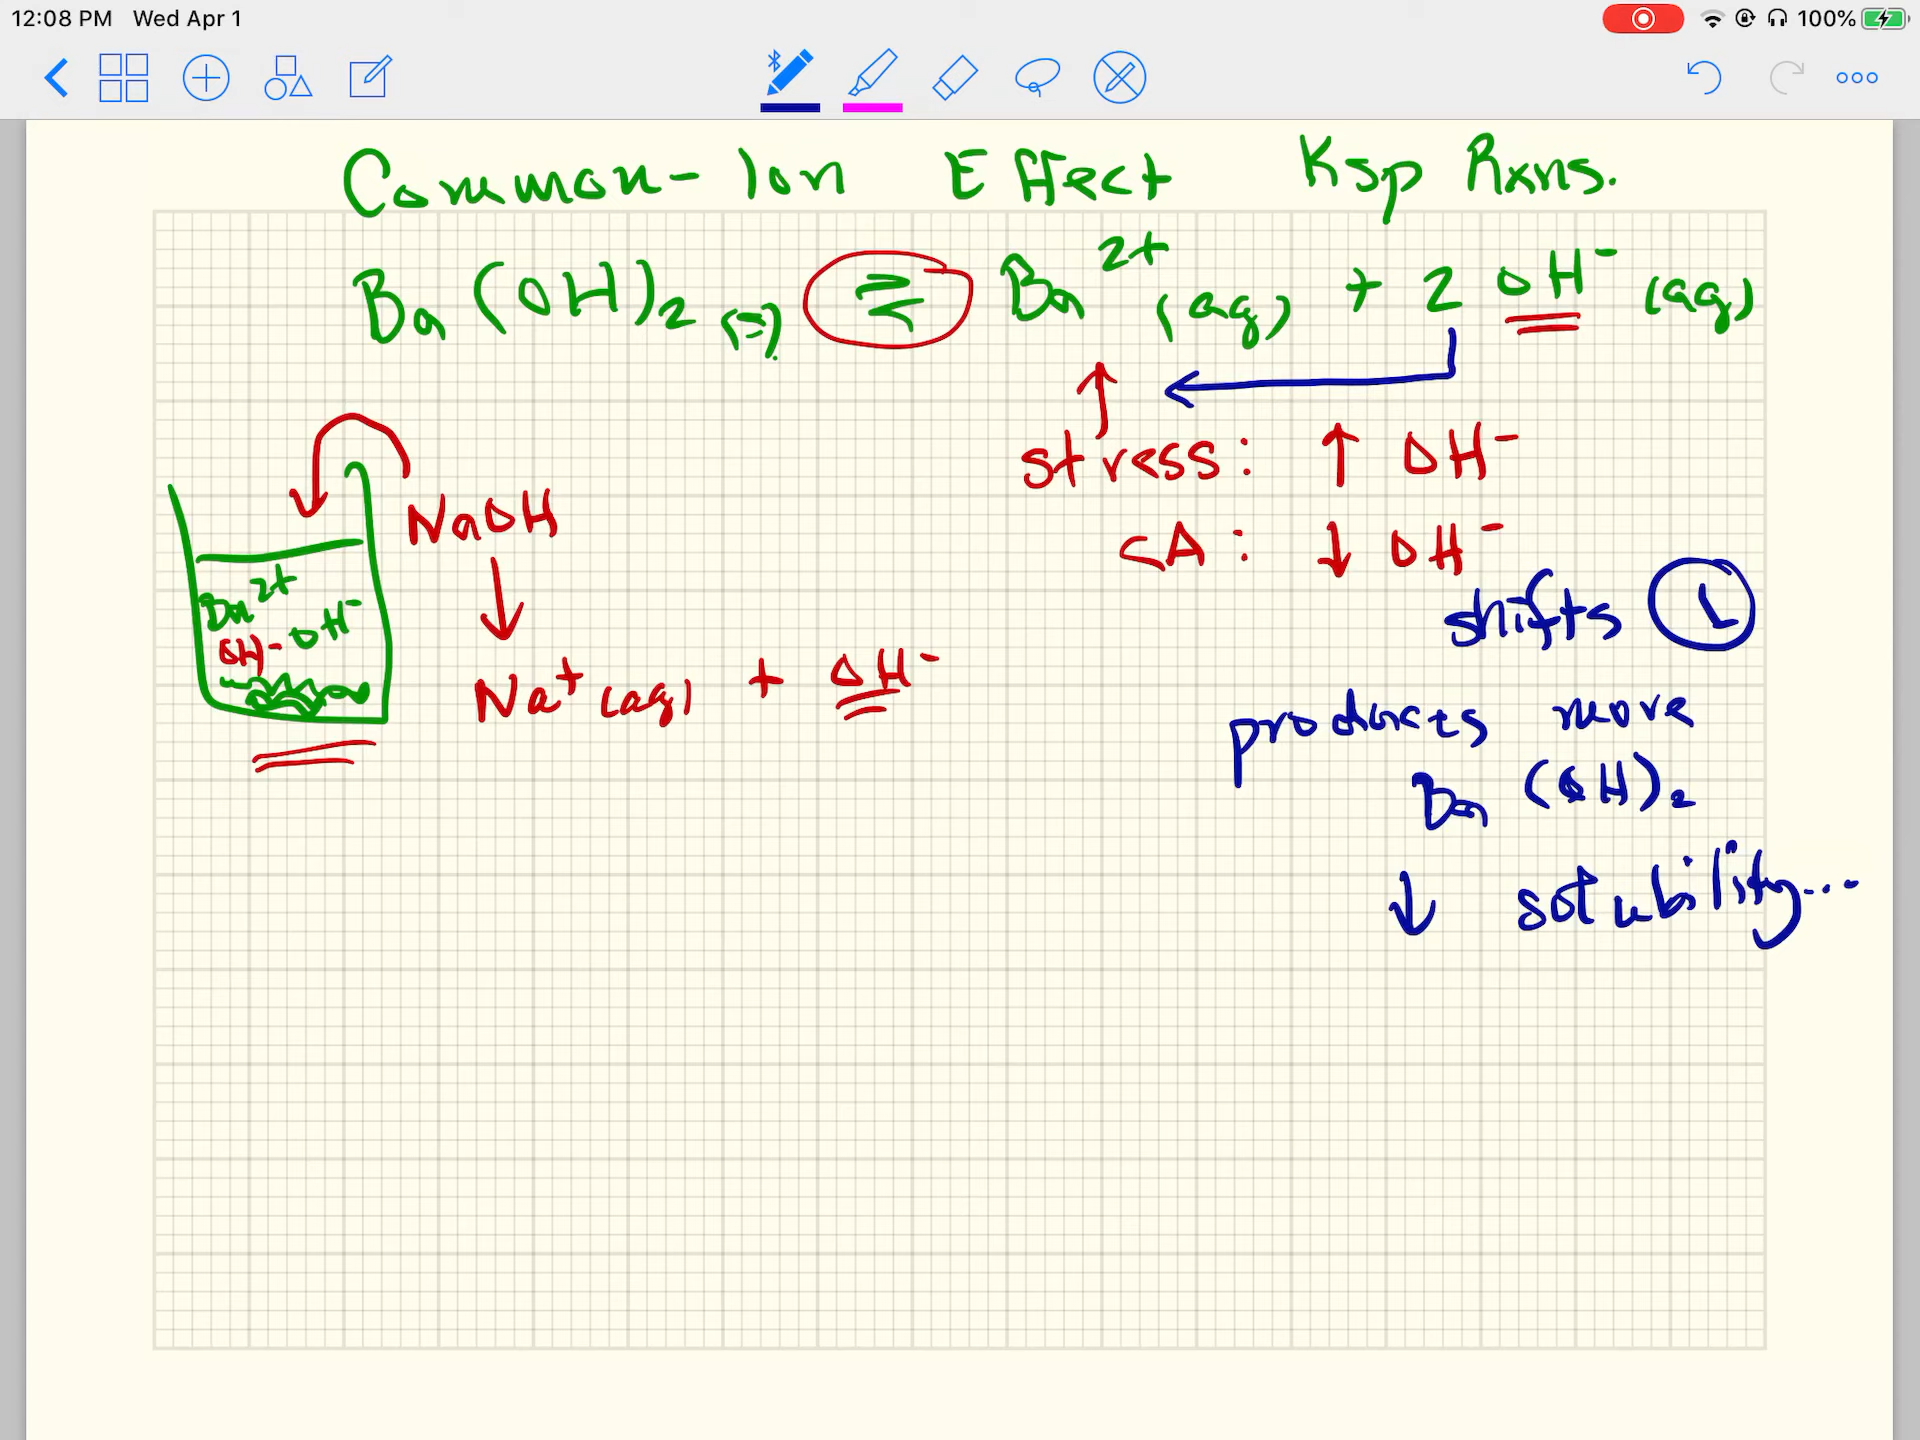 12:08 PM Wed Apr 1
100%
Common-Ion Effect Ksp Rxns.
Ba(OH)₂ (s) ⇌ Ba²⁺ (aq) + 2 OH⁻ (aq)
stress: ↑ OH⁻
CA: ↓ OH⁻
shifts L
NaOH
↓
Na⁺ (aq) + OH⁻
Ba²⁺
OH⁻ OH⁻
products more
Ba(OH)₂
↓ solubility...